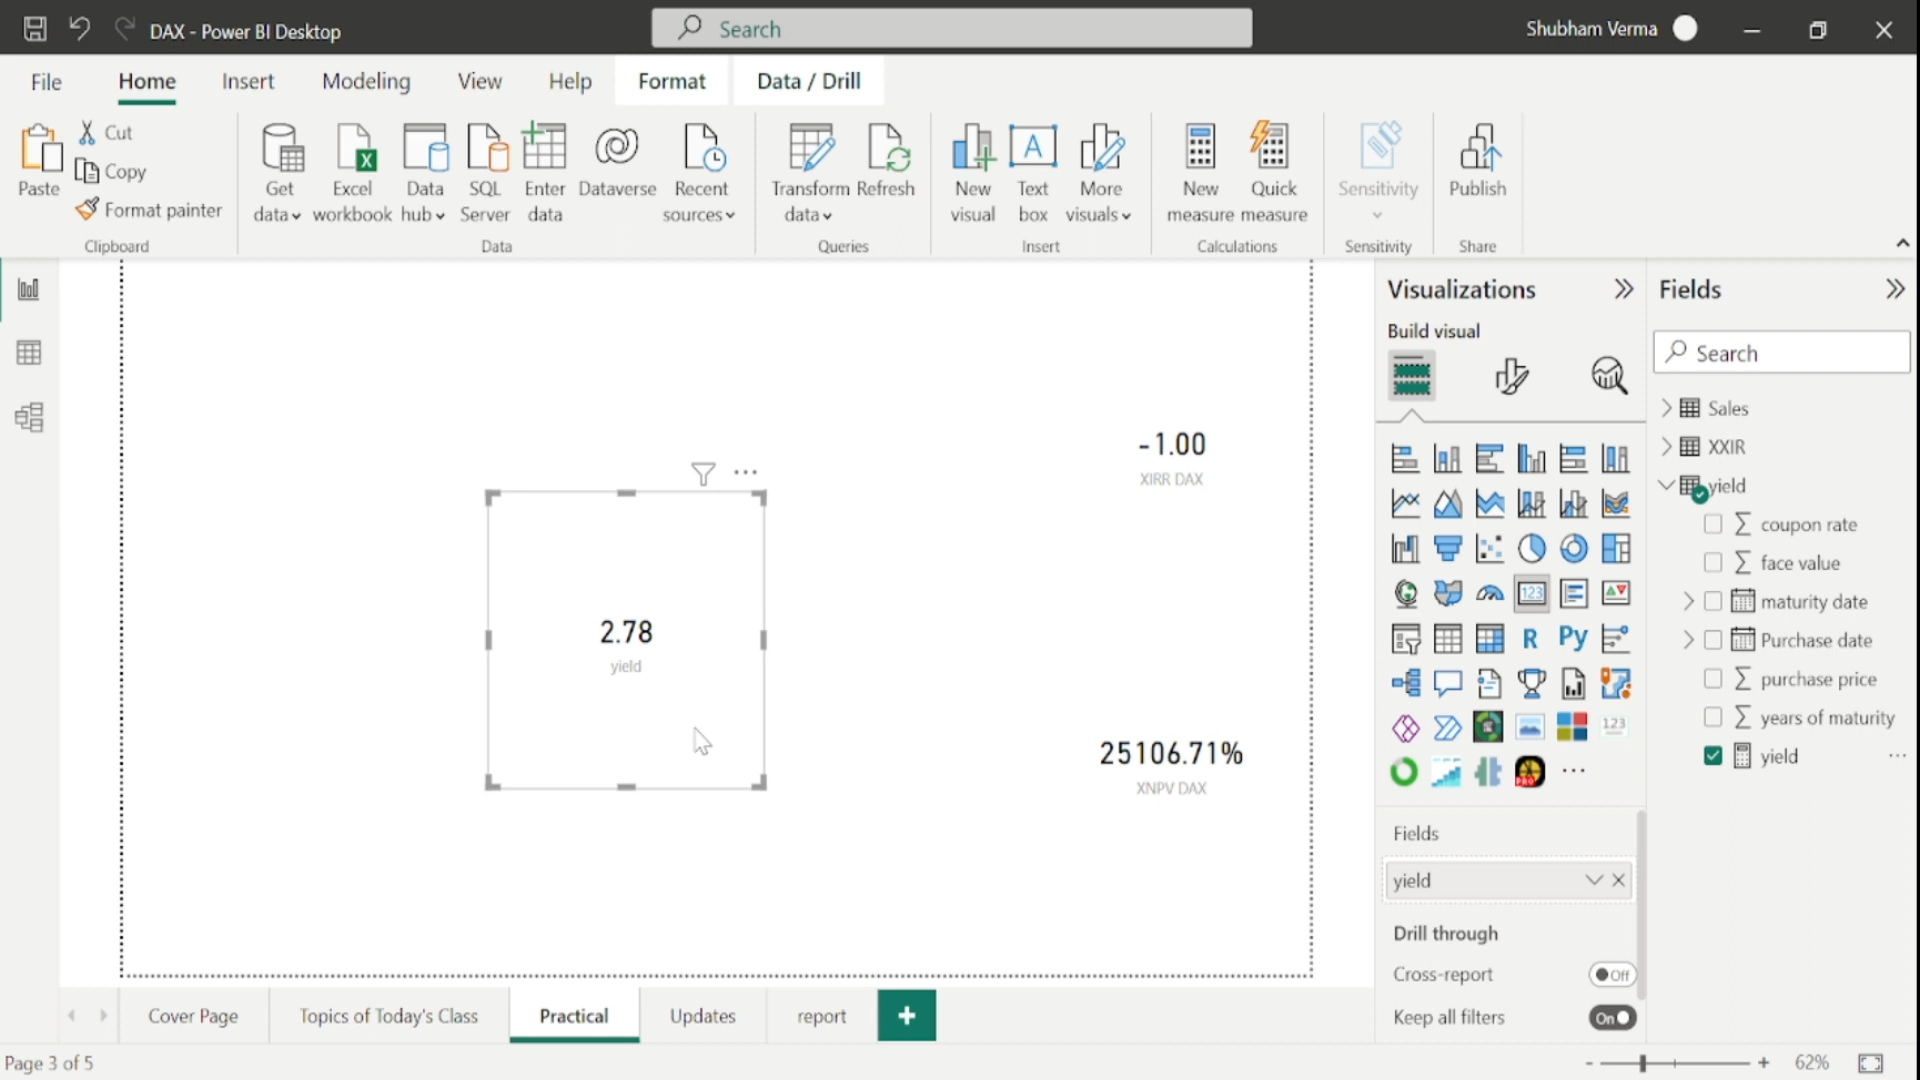 DAX - Power BI Desktop
Search
Shubham Verma
File
Home
Insert
Modeling
View
Help
Format
Data / Drill
Paste
Cut
Copy
Format painter
Clipboard
Get data
Excel workbook
Data hub
SQL Server
Enter data
Dataverse
Recent sources
Data
Transform data
Refresh
Queries
New visual
A
Text box
More visuals
Insert
New measure
Quick measure
Calculations
Sensitivity
Sensitivity
Publish
Share
-1.00
XIRR DAX
2.78
yield
25106.71%
XNPV DAX
Visualizations
Build visual
123
R
Py
123
PRO
Fields
yield
Drill through
Cross-report
Off
Keep all filters
On
Fields
Search
Sales
XXIR
yield
coupon rate
face value
maturity date
Purchase date
purchase price
years of maturity
yield
Cover Page
Topics of Today's Class
Practical
Updates
report
Page 3 of 5
62%